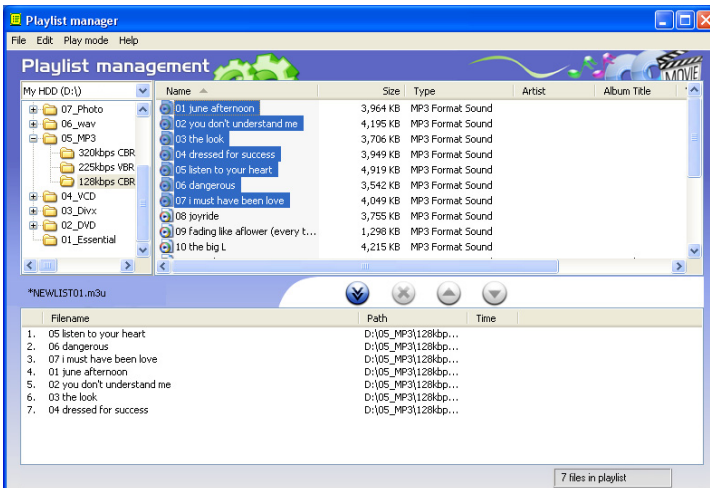 Playlist manager
File Edit Play mode Help
Playlist management
MOVIE
My HDD (D:\)
07_Photo
06_wav
05_MP3
320kbps CBR
225kbps VBR
128kbps CBR
04_VCD
03_Divx
02_DVD
01_Essential
Name Size Type Artist Album Title
01 june afternoon 3,964 KB MP3 Format Sound
02 you don't understand me 4,195 KB MP3 Format Sound
03 the look 3,706 KB MP3 Format Sound
04 dressed for success 3,949 KB MP3 Format Sound
05 listen to your heart 4,919 KB MP3 Format Sound
06 dangerous 3,542 KB MP3 Format Sound
07 i must have been love 4,049 KB MP3 Format Sound
08 joyride 3,755 KB MP3 Format Sound
09 fading like aflower (every t... 1,298 KB MP3 Format Sound
10 the big L 4,215 KB MP3 Format Sound
*NEWLIST01.m3u
Filename Path Time
1. 05 listen to your heart D:\05_MP3\128kbp...
2. 06 dangerous D:\05_MP3\128kbp...
3. 07 i must have been love D:\05_MP3\128kbp...
4. 01 june afternoon D:\05_MP3\128kbp...
5. 02 you don't understand me D:\05_MP3\128kbp...
6. 03 the look D:\05_MP3\128kbp...
7. 04 dressed for success D:\05_MP3\128kbp...
7 files in playlist